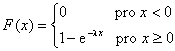 F(x) = { 0 pro x < 0
1 − e^{−λx} pro x ≥ 0